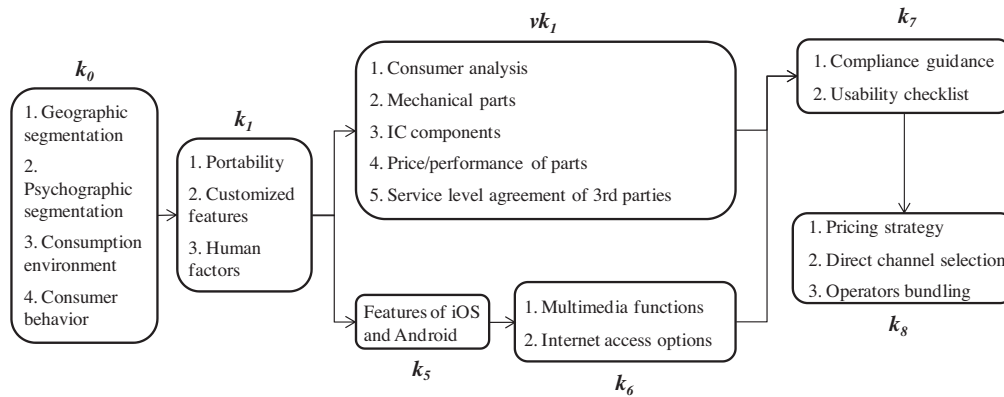 k0
1. Geographic
segmentation
2.
Psychographic
segmentation
3. Consumption
environment
4. Consumer
behavior
k1
1. Portability
2. Customized
features
3. Human
factors
vk1
1. Consumer analysis
2. Mechanical parts
3. IC components
4. Price/performance of parts
5. Service level agreement of 3rd parties
Features of iOS
and Android
k5
1. Multimedia functions
2. Internet access options
k6
k7
1. Compliance guidance
2. Usability checklist
1. Pricing strategy
2. Direct channel selection
3. Operators bundling
k8